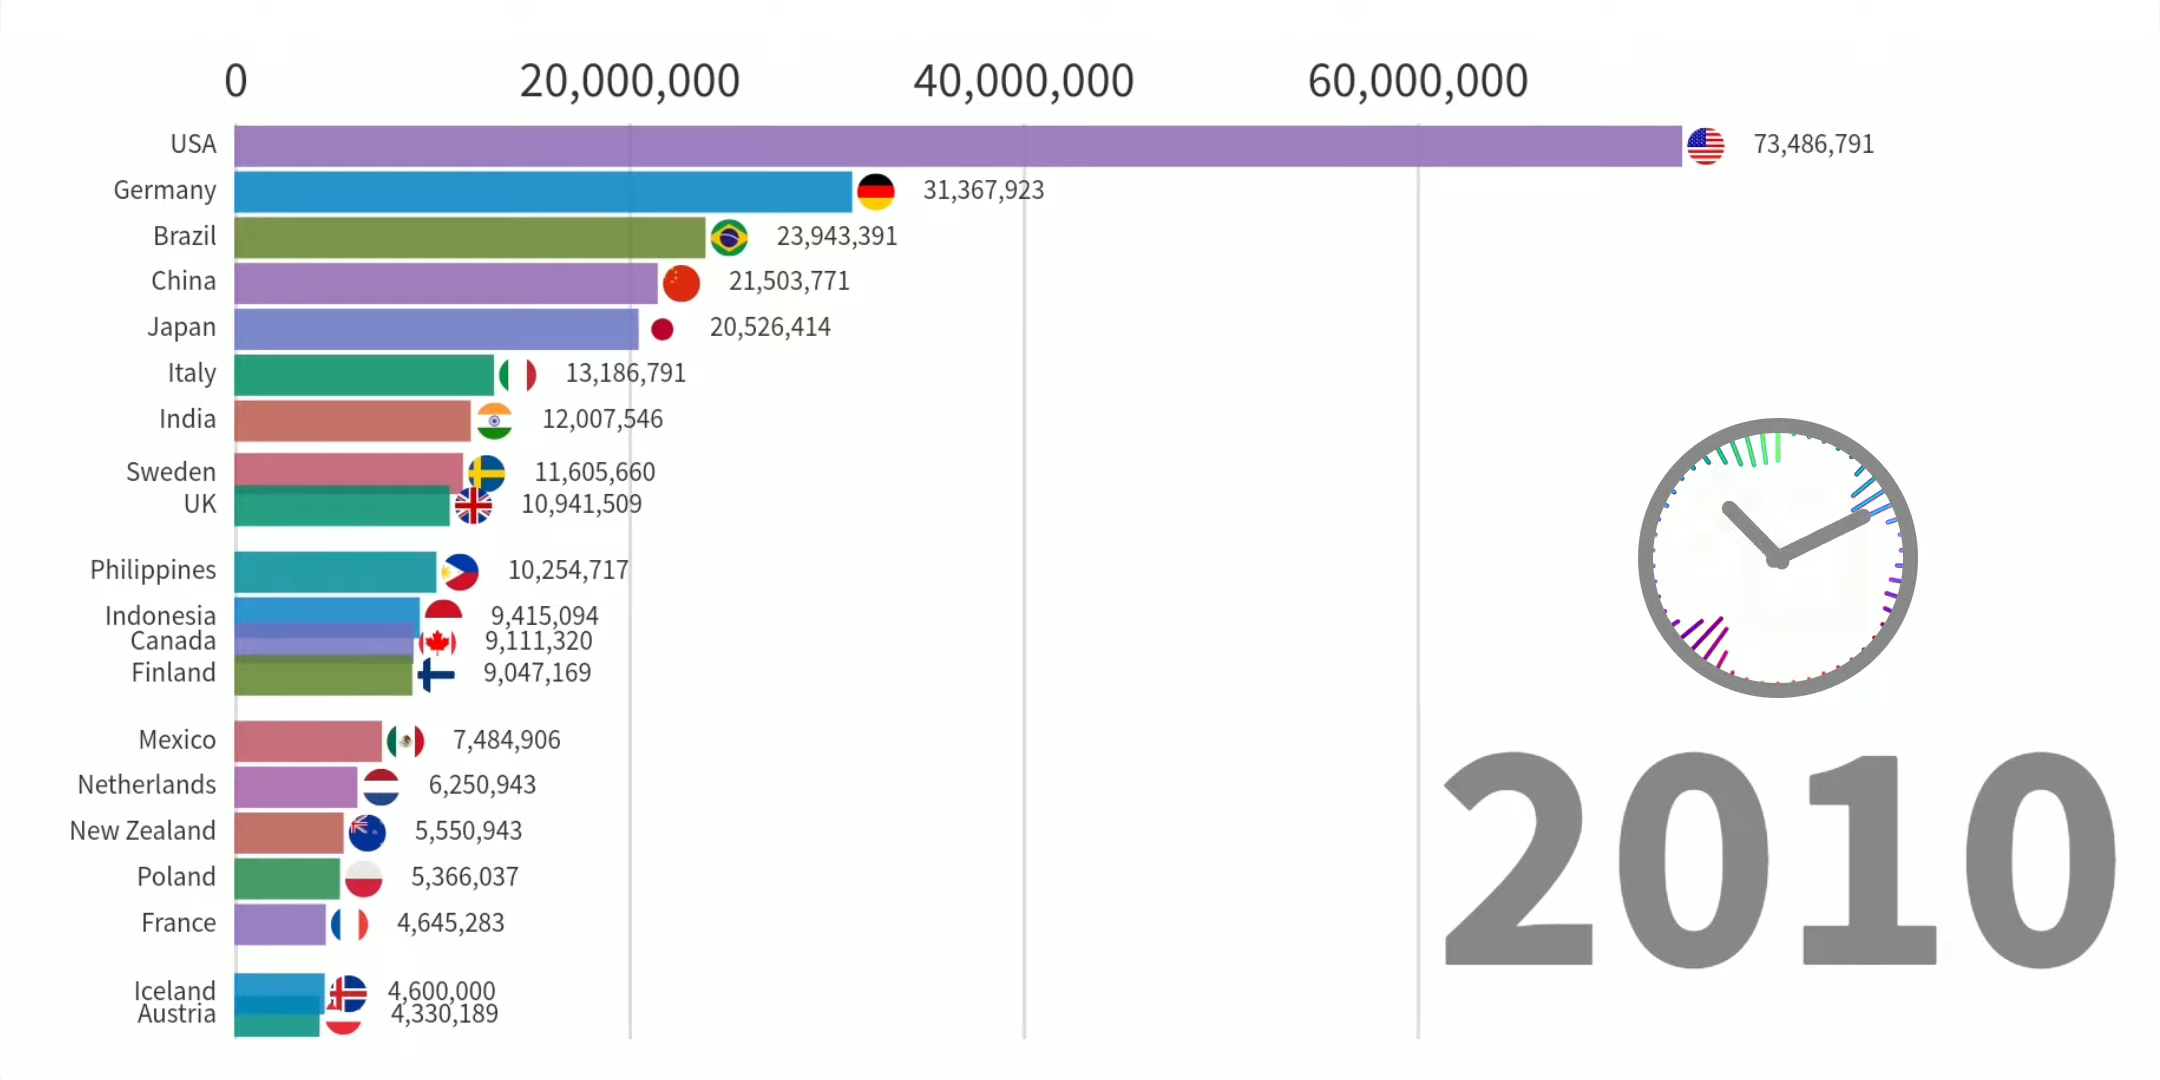 0 20,000,000 40,000,000 60,000,000
USA 73,486,791
Germany 31,367,923
Brazil 23,943,391
China 21,503,771
Japan 20,526,414
Italy 13,186,791
India 12,007,546
Sweden 11,605,660
UK 10,941,509
Philippines 10,254,717
Indonesia 9,415,094
Canada 9,111,320
Finland 9,047,169
Mexico 7,484,906
Netherlands 6,250,943
New Zealand 5,550,943
Poland 5,366,037
France 4,645,283
Iceland 4,600,000
Austria 4,330,189
2010